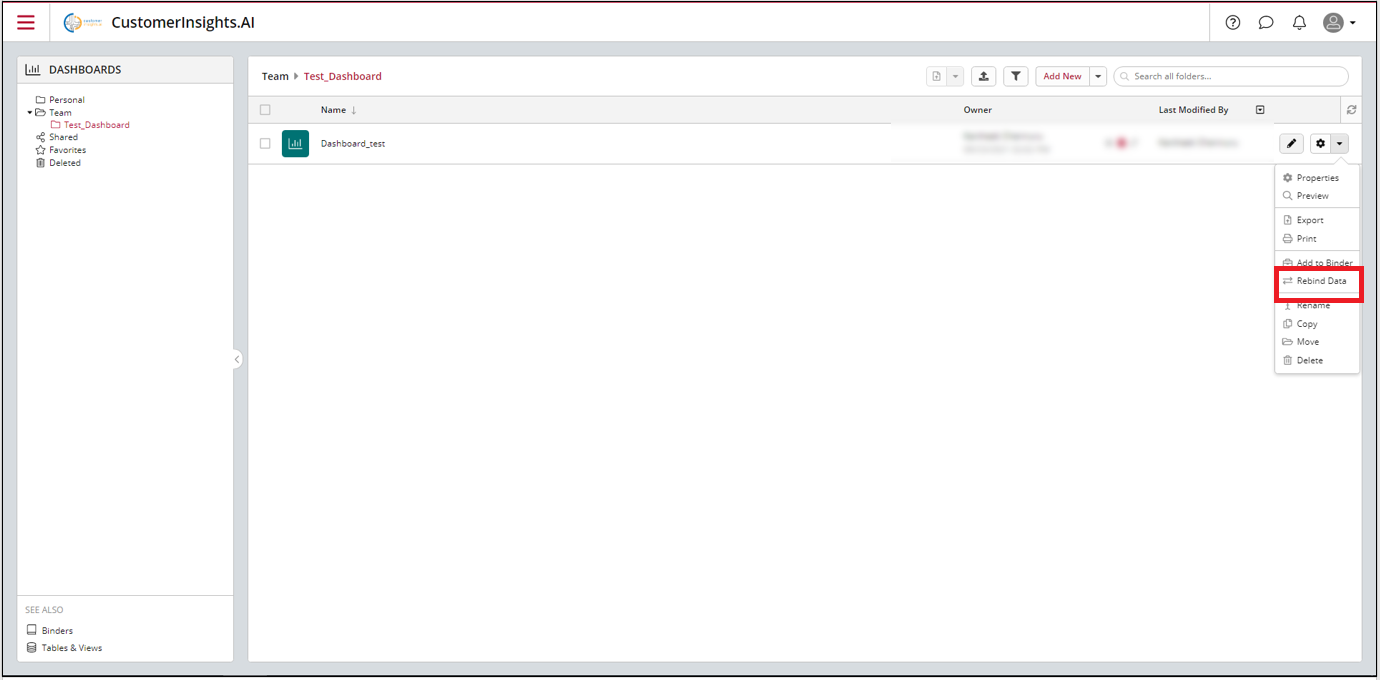 CustomerInsights.AI
DASHBOARDS
Personal
Team
Test_Dashboard
Shared
Favorites
Deleted
SEE ALSO
Binders
Tables & Views
Team Test_Dashboard
Add New
Search all folders...
Name Owner Last Modified By
Dashboard_test
Properties
Preview
Export
Print
Add to Binder
Rebind Data
Rename
Copy
Move
Delete